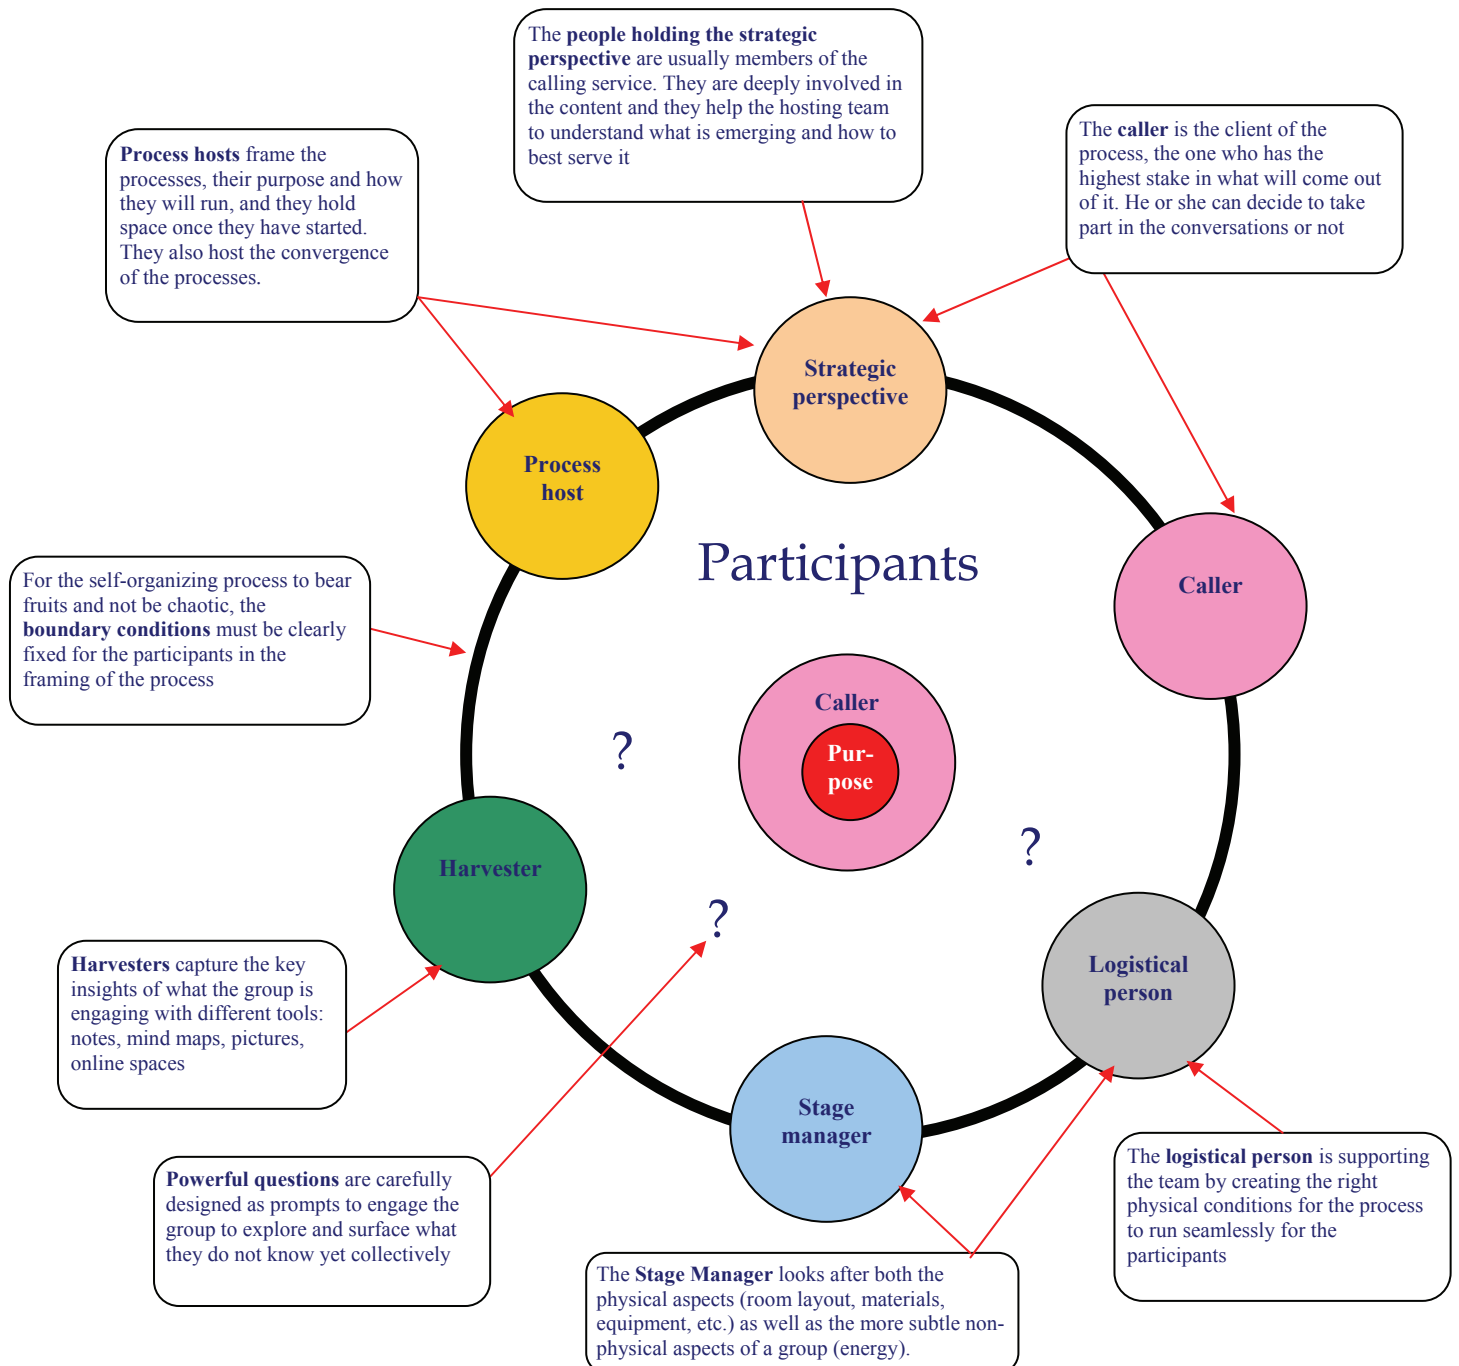 The people holding the strategic
perspective are usually members of the
calling service. They are deeply involved in
the content and they help the hosting team
to understand what is emerging and how to
best serve it
The caller is the client of the
process, the one who has the
highest stake in what will come out
of it. He or she can decide to take
part in the conversations or not
Process hosts frame the
processes, their purpose and how
they will run, and they hold
space once they have started.
They also host the convergence
of the processes.
Strategic
perspective
Process
host
Participants
Caller
For the self-organizing process to bear
fruits and not be chaotic, the
boundary conditions must be clearly
fixed for the participants in the
framing of the process
Caller
Pur-
pose
?
?
Harvester
?
Harvesters capture the key
insights of what the group is
engaging with different tools:
notes, mind maps, pictures,
online spaces
Logistical
person
Stage
manager
Powerful questions are carefully
designed as prompts to engage the
group to explore and surface what
they do not know yet collectively
The logistical person is supporting
the team by creating the right
physical conditions for the process
to run seamlessly for the
participants
The Stage Manager looks after both the
physical aspects (room layout, materials,
equipment, etc.) as well as the more subtle non-
physical aspects of a group (energy).